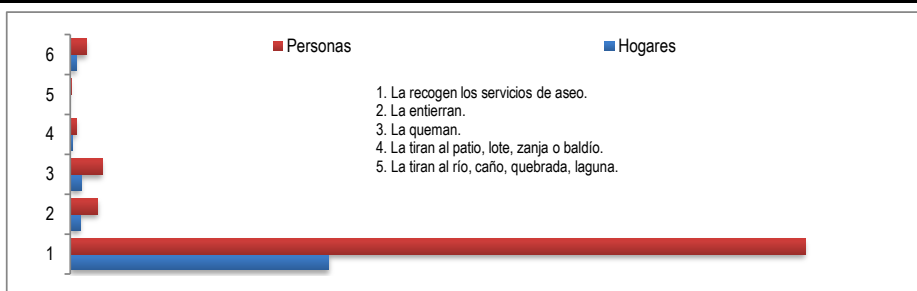 Personas
Hogares
6
5
4
3
2
1
1. La recogen los servicios de aseo.
2. La entierran.
3. La queman.
4. La tiran al patio, lote, zanja o baldío.
5. La tiran al río, caño, quebrada, laguna.